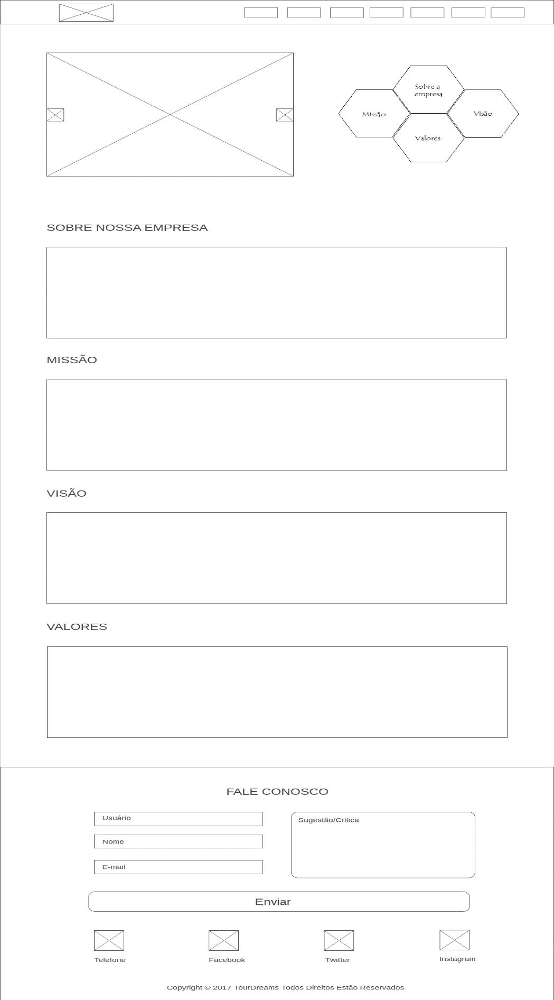 Sobre a
empresa
Missão
Visão
Valores
SOBRE NOSSA EMPRESA
MISSÃO
VISÃO
VALORES
FALE CONOSCO
Usuário
Nome
E-mail
Sugestão/Critica
Enviar
Telefone
Facebook
Twitter
Instagram
Copyright © 2017 TourDreams Todos Direitos Estão Reservados